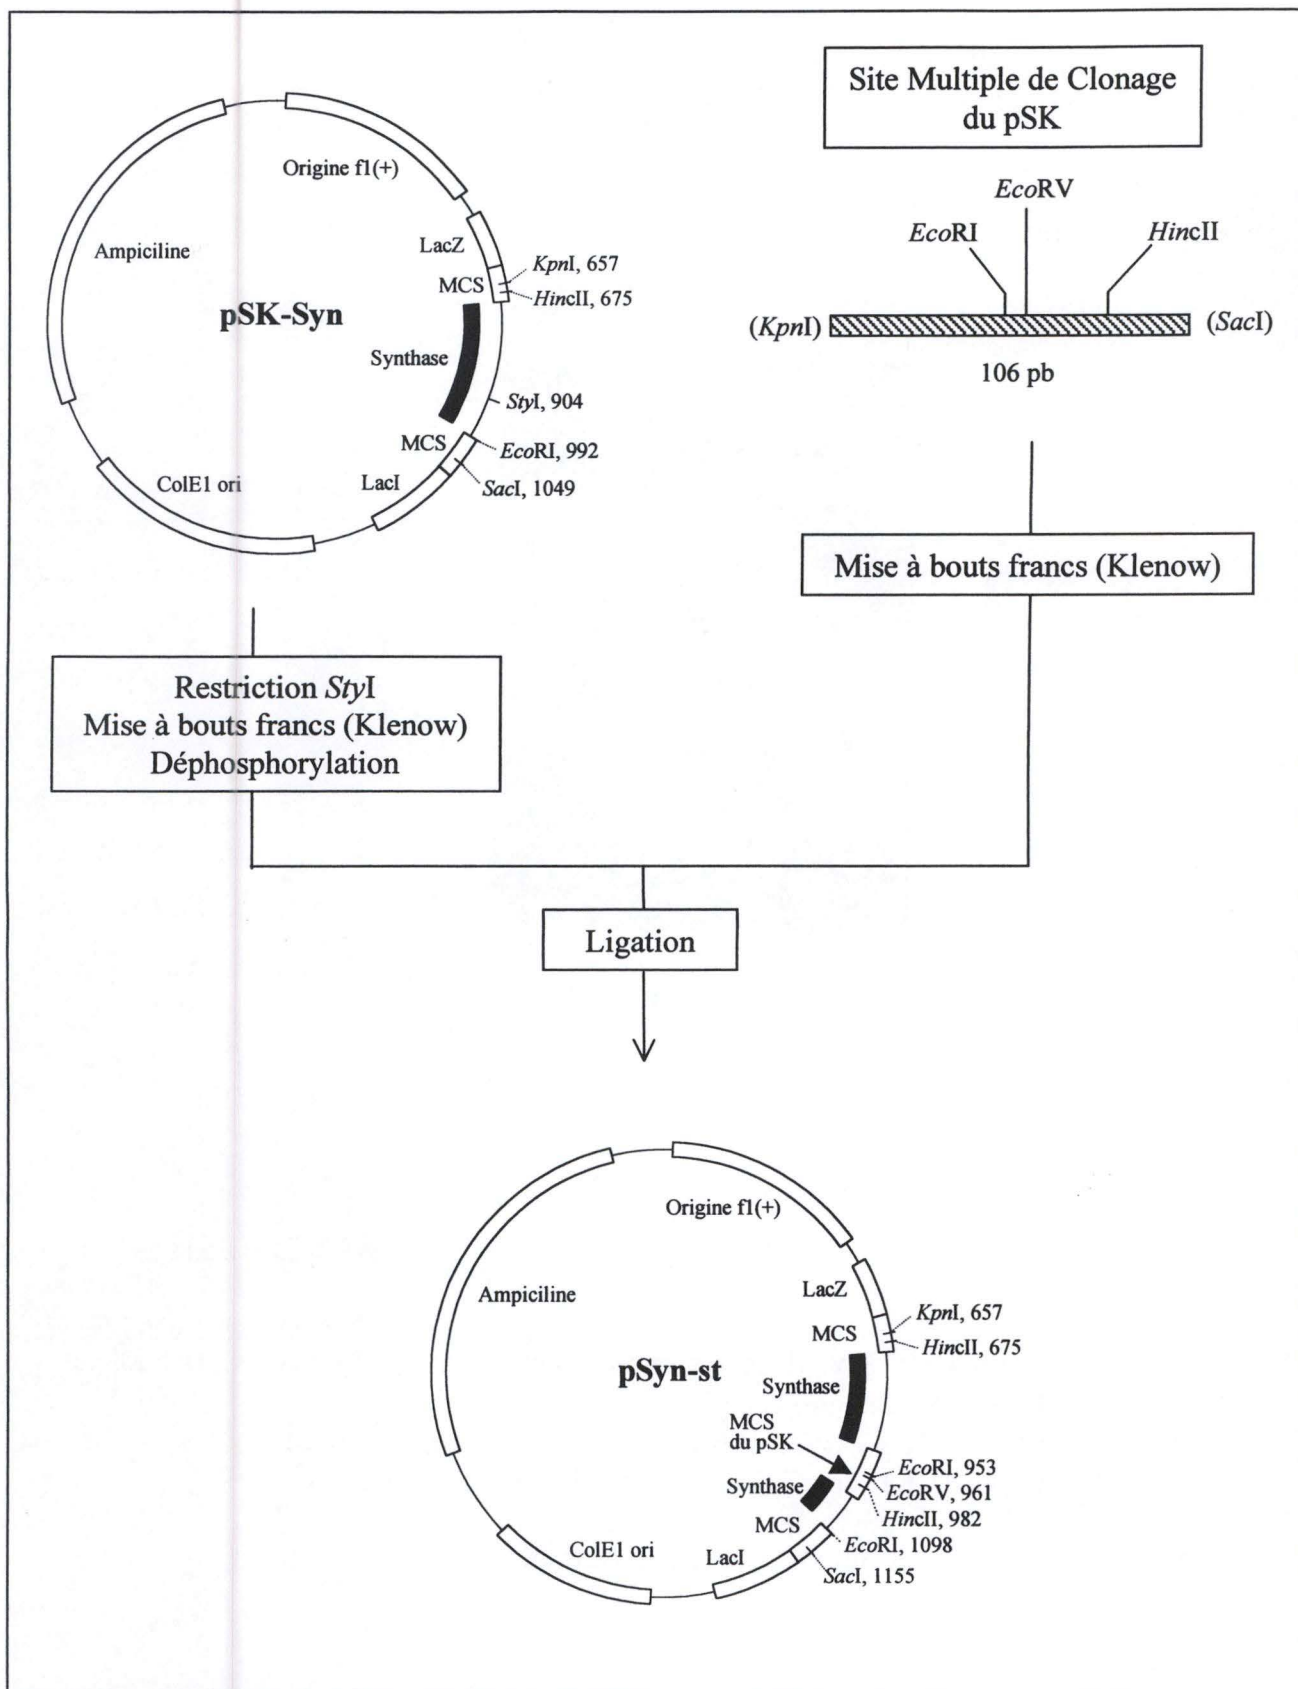 Origine f1(+)
Ampiciline
LacZ
KpnI, 657
MCS
HincII, 675
pSK-Syn
Synthase
StyI, 904
MCS
EcoRI, 992
ColE1 ori
LacI
SacI, 1049
Site Multiple de Clonage
du pSK
EcoRV
EcoRI
HincII
(KpnI)
(SacI)
106 pb
Mise à bouts francs (Klenow)
Restriction StyI
Mise à bouts francs (Klenow)
Déphosphorylation
Ligation
Origine f1(+)
Ampiciline
LacZ
KpnI, 657
MCS
HincII, 675
pSyn-st
Synthase
MCS
du pSK
EcoRI, 953
Synthase
EcoRV, 961
HincII, 982
MCS
EcoRI, 1098
ColE1 ori
LacI
SacI, 1155